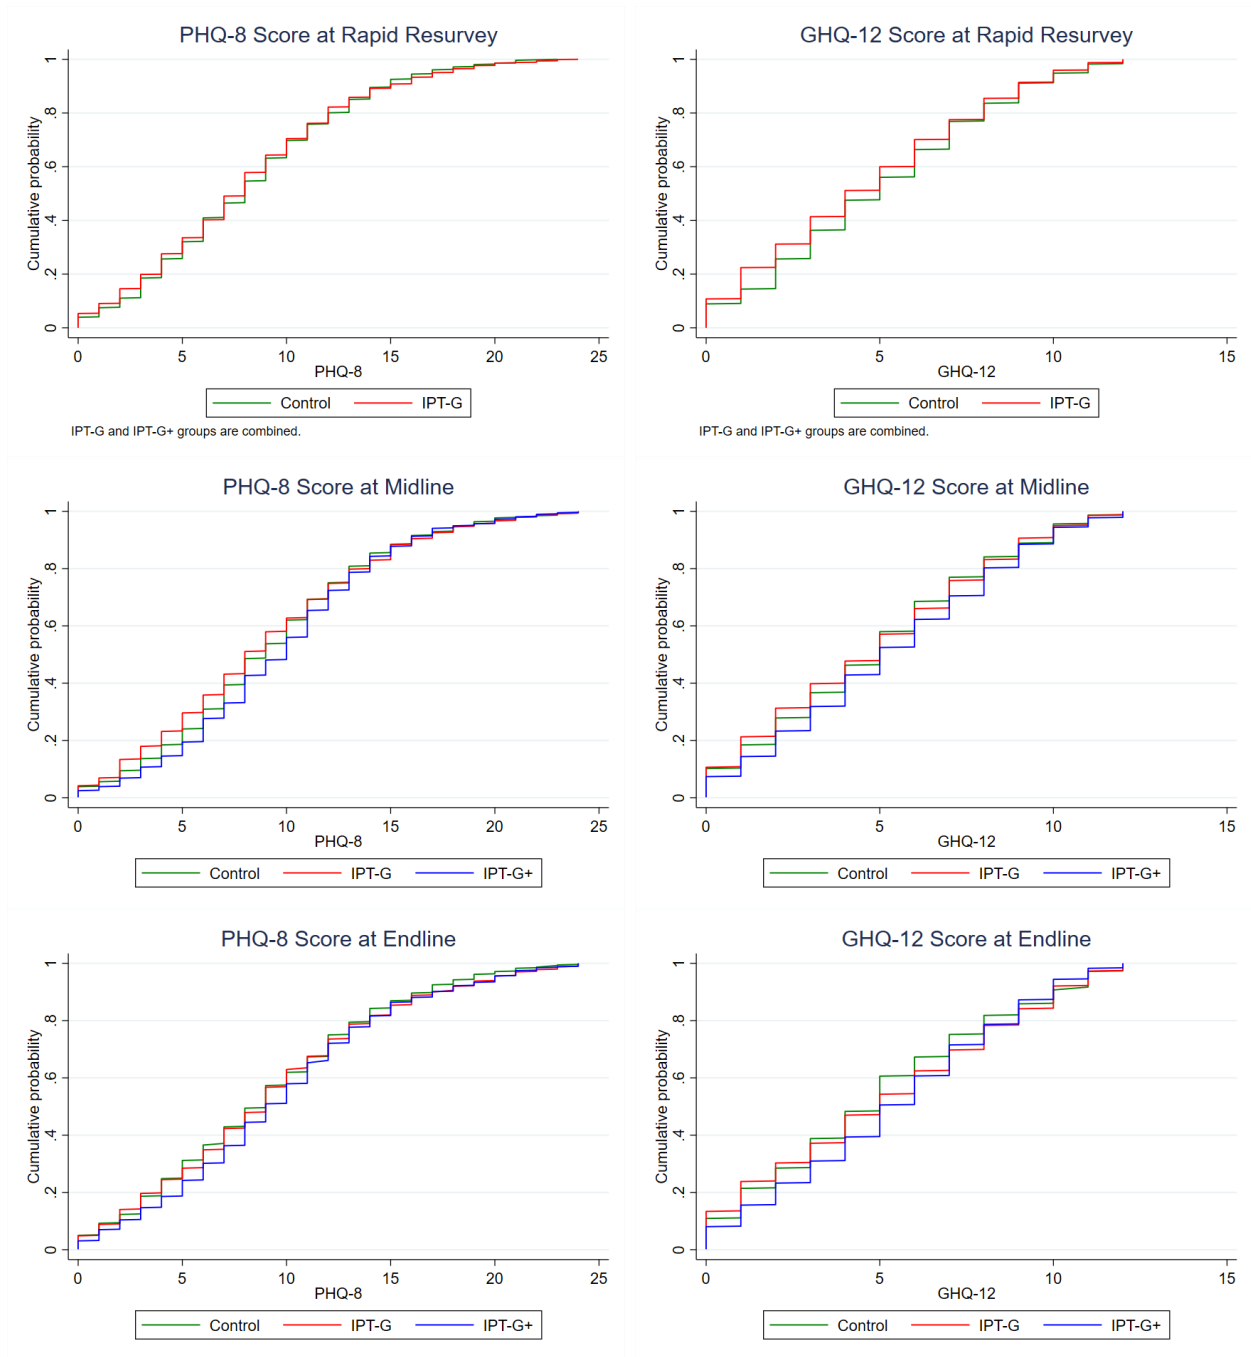 PHQ-8 Score at Rapid Resurvey
Cumulative probability
1
.8
.6
.4
.2
0
0 5 10 15 20 25
PHQ-8
Control IPT-G
IPT-G and IPT-G+ groups are combined.
GHQ-12 Score at Rapid Resurvey
Cumulative probability
1
.8
.6
.4
.2
0
0 5 10 15
GHQ-12
Control IPT-G
IPT-G and IPT-G+ groups are combined.
PHQ-8 Score at Midline
Cumulative probability
1
.8
.6
.4
.2
0
0 5 10 15 20 25
PHQ-8
Control IPT-G IPT-G+
GHQ-12 Score at Midline
Cumulative probability
1
.8
.6
.4
.2
0
0 5 10 15
GHQ-12
Control IPT-G IPT-G+
PHQ-8 Score at Endline
Cumulative probability
1
.8
.6
.4
.2
0
0 5 10 15 20 25
PHQ-8
Control IPT-G IPT-G+
GHQ-12 Score at Endline
Cumulative probability
1
.8
.6
.4
.2
0
0 5 10 15
GHQ-12
Control IPT-G IPT-G+